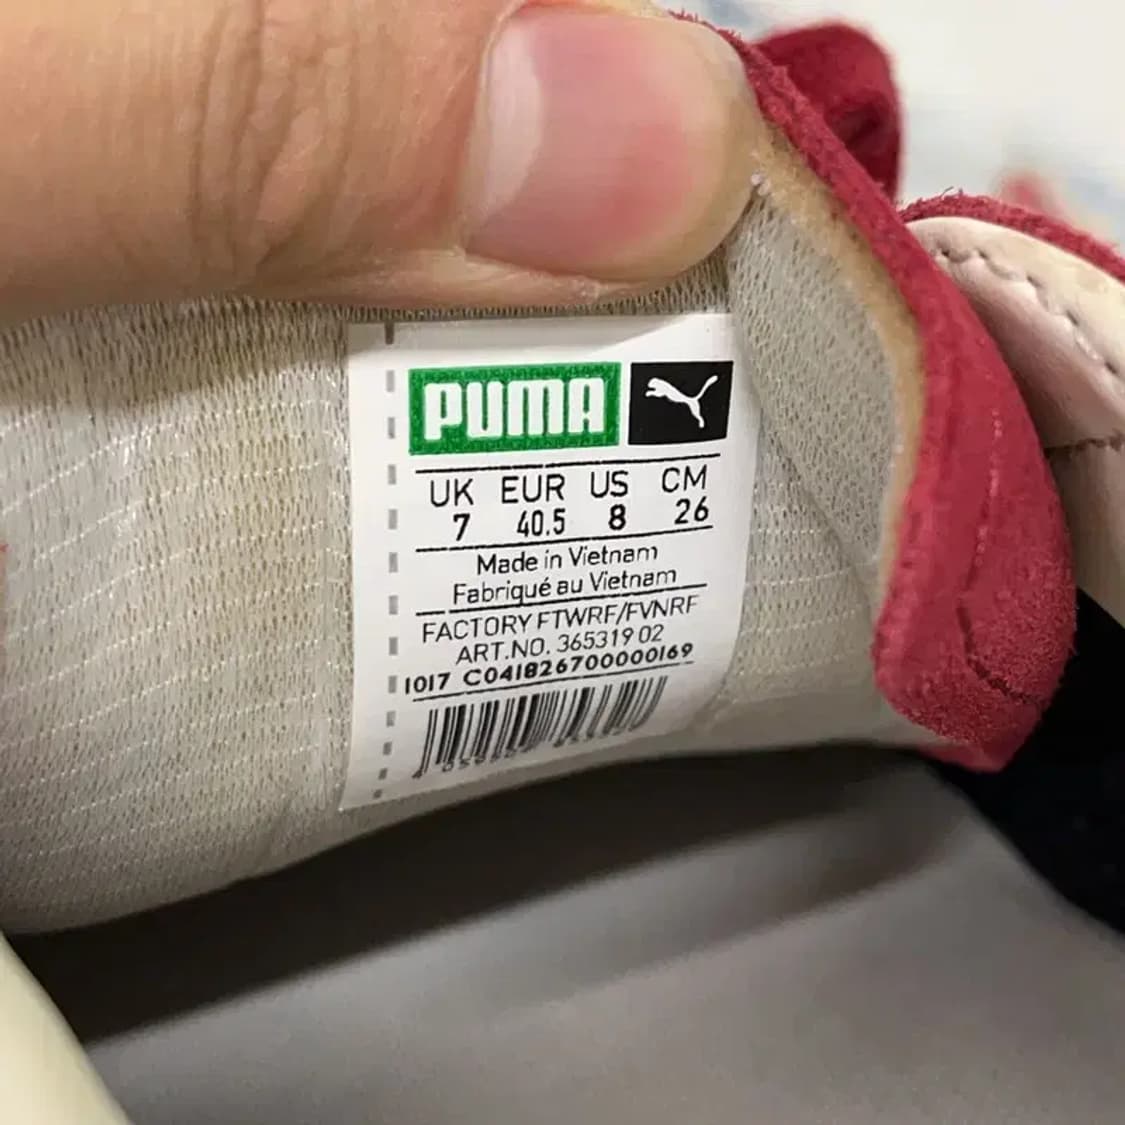 PUMA
UK EUR US CM
7 40.5 8 26
Made in Vietnam
Fabriqué au Vietnam
FACTORY FTWRF/FVNRF
ART.NO. 365319 02
1017 C041826700000169